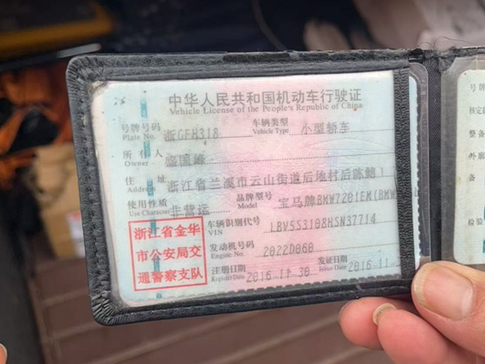 中华人民共和国机动车行驶证
Vehicle License of the People's Republic of China
号牌号码 浙GFH318 车辆类型 小型轿车
Plate No. Vehicle Type
所有人
Owner
住址 浙江省兰溪市云山街道后地村后陈鲍
Address
使用性质 非营运 品牌型号 宝马牌BMW7201EM(BMW
Use Character Model
浙江省金华
市公安局交
通警察支队
车辆识别代号 LBV5S3108HSN37714
VIN
发动机号码 2022D060
Engine No.
注册日期 2016-11-30 发证日期 2016-11-
Register Date Issue Date